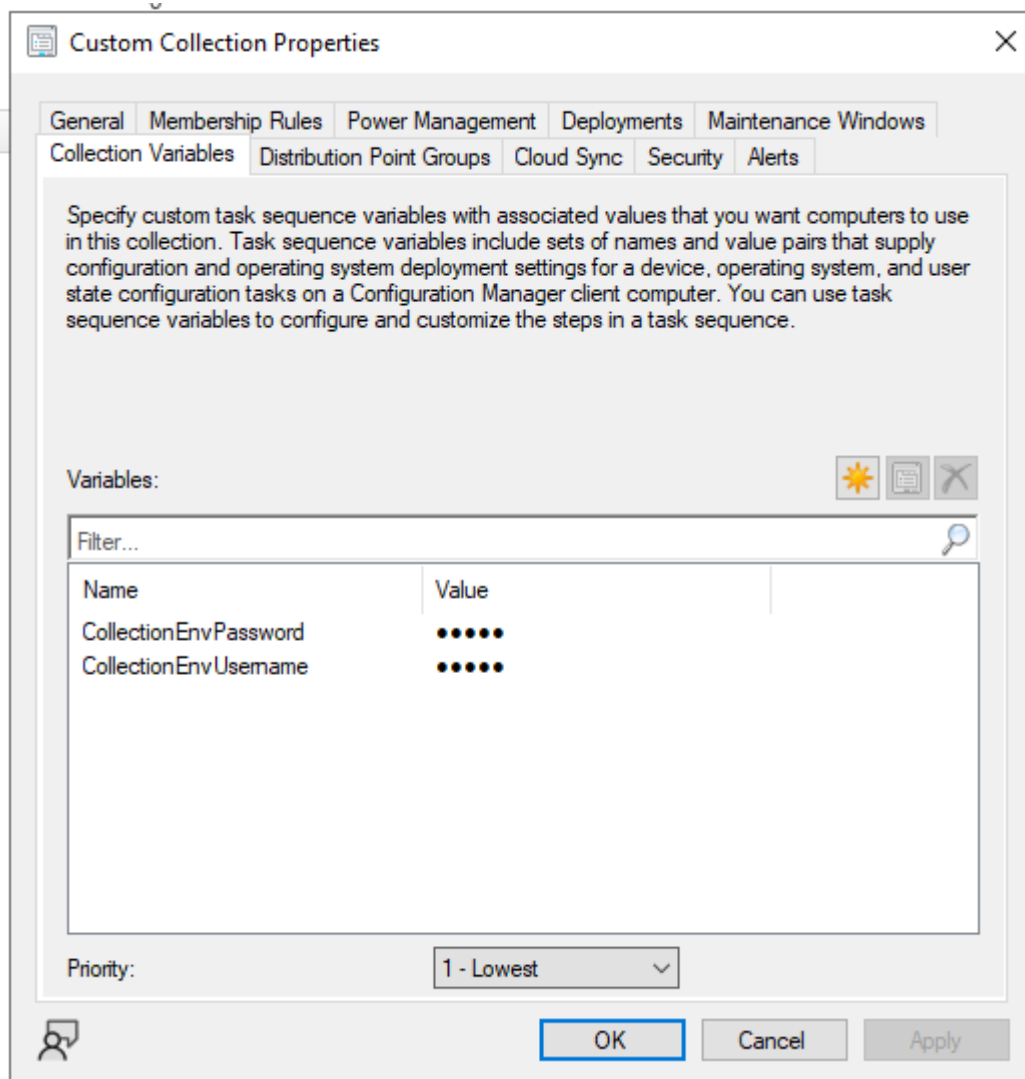 Custom Collection Properties
General Membership Rules Power Management Deployments Maintenance Windows
Collection Variables Distribution Point Groups Cloud Sync Security Alerts
Specify custom task sequence variables with associated values that you want computers to use
in this collection. Task sequence variables include sets of names and value pairs that supply
configuration and operating system deployment settings for a device, operating system, and user
state configuration tasks on a Configuration Manager client computer. You can use task
sequence variables to configure and customize the steps in a task sequence.
Variables:
Filter...
Name Value
CollectionEnvPassword •••••
CollectionEnvUsername •••••
Priority: 1 - Lowest
OK Cancel Apply